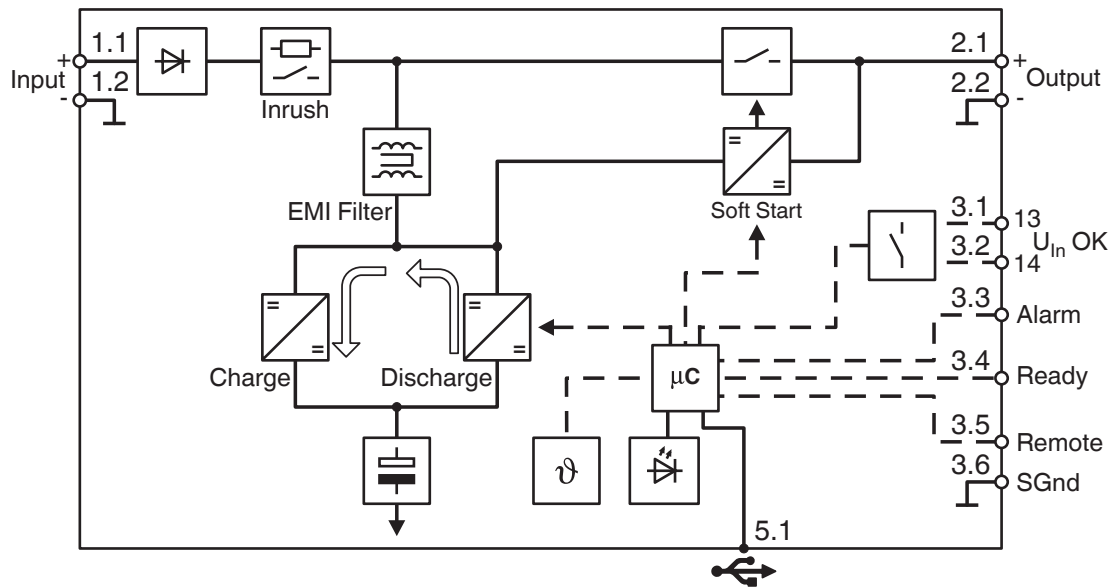 1.1
+
Input
1.2
-
Inrush
2.1
+
Output
2.2
-
EMI Filter
=
=
Soft Start
3.1
13
U_In OK
3.2
14
=
=
Charge
=
=
Discharge
3.3
Alarm
µC
3.4
Ready
3.5
Remote
ϑ
3.6
SGnd
5.1